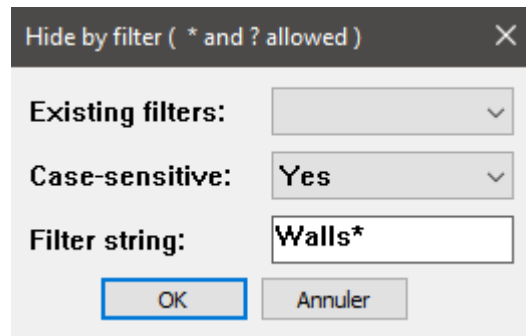 Hide by filter ( * and ? allowed )
Existing filters:
Case-sensitive: Yes
Filter string: Walls*
OK Annuler